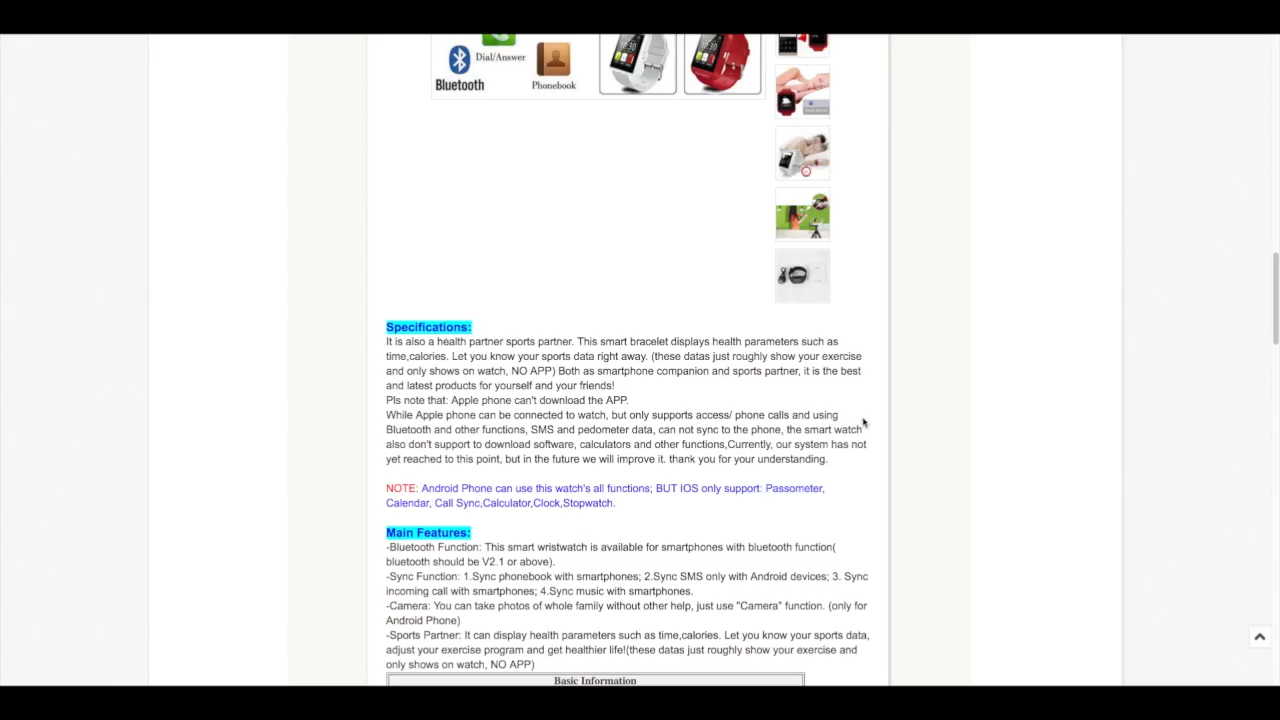 Dial/Answer
Bluetooth
Phonebook
Specifications:
It is also a health partner sports partner. This smart bracelet displays health parameters such as
time,calories. Let you know your sports data right away. (these datas just roughly show your exercise
and only shows on watch, NO APP) Both as smartphone companion and sports partner, it is the best
and latest products for yourself and your friends!
Pls note that: Apple phone can't download the APP.
While Apple phone can be connected to watch, but only supports access/ phone calls and using
Bluetooth and other functions, SMS and pedometer data, can not sync to the phone, the smart watch
also don't support to download software, calculators and other functions,Currently, our system has not
yet reached to this point, but in the future we will improve it. thank you for your understanding.
NOTE: Android Phone can use this watch's all functions; BUT IOS only support: Passometer,
Calendar, Call Sync,Calculator,Clock,Stopwatch.
Main Features:
-Bluetooth Function: This smart wristwatch is available for smartphones with bluetooth function(
bluetooth should be V2.1 or above).
-Sync Function: 1.Sync phonebook with smartphones; 2.Sync SMS only with Android devices; 3. Sync
incoming call with smartphones; 4.Sync music with smartphones.
-Camera: You can take photos of whole family without other help, just use "Camera" function. (only for
Android Phone)
-Sports Partner: It can display health parameters such as time,calories. Let you know your sports data,
adjust your exercise program and get healthier life!(these datas just roughly show your exercise and
only shows on watch, NO APP)
Basic Information